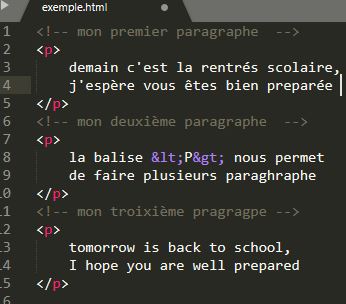 exemple.html
1 <!-- mon premier paragraphe  -->
2 <p>
3     demain c'est la rentrés scolaire,
4     j'espère vous êtes bien preparée
5 </p>
6 <!-- mon deuxième paragraphe  -->
7 <p>
8     la balise &lt;P&gt; nous permet
9     de faire plusieurs paraghraphe
10 </p>
11 <!-- mon troixième pragragpe  -->
12 <p>
13     tomorrow is back to school,
14     I hope you are well prepared
15 </p>